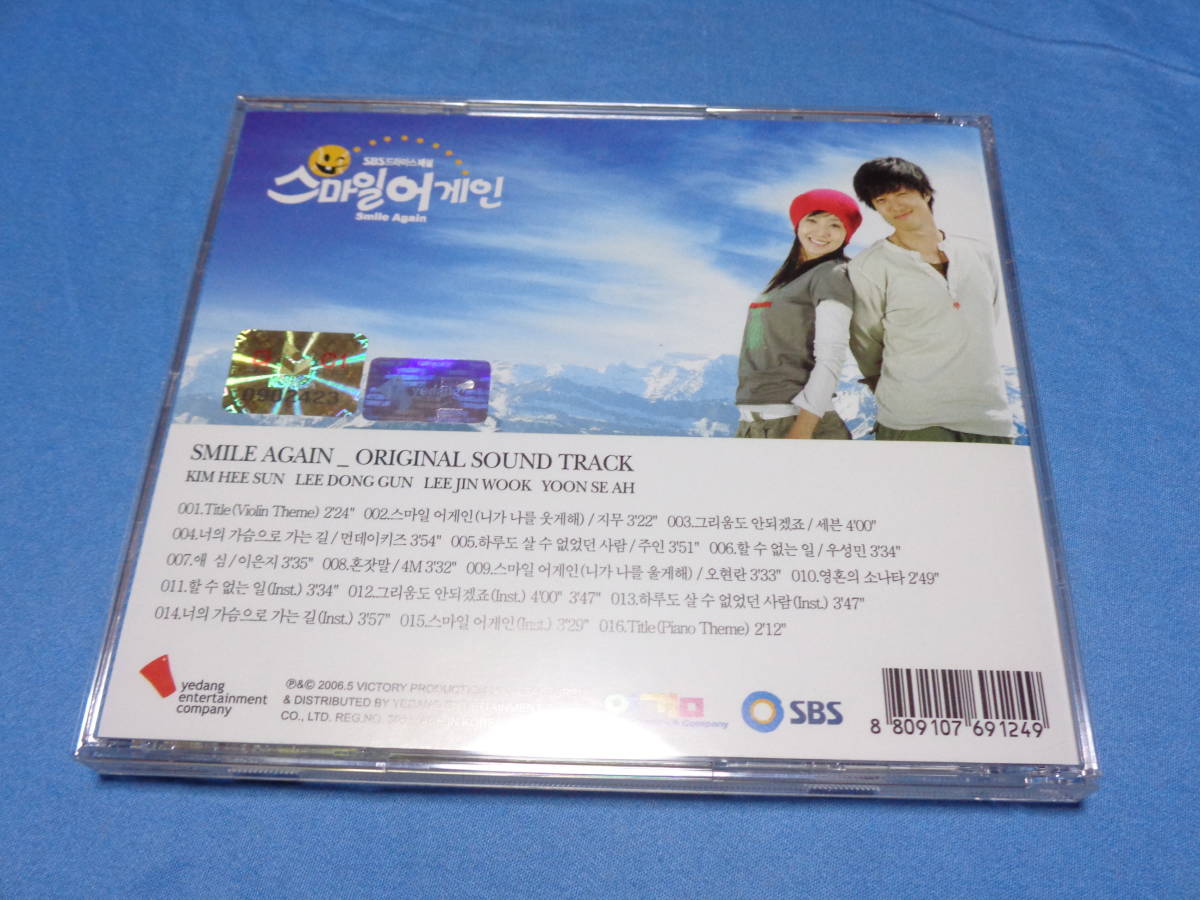 SBS 드라마스페셜
스마일어게인
Smile Again
0902423
SMILE AGAIN _ ORIGINAL SOUND TRACK
KIM HEE SUN LEE DONG GUN LEE JIN WOOK YOON SE AH
001.Title(Violin Theme) 2'24" 002.스마일 어게인(니가 나를 웃게해) / 지무 3'22" 003.그리움도 안되겠죠 / 세븐 4'00"
004.너의 가슴으로 가는 길 / 먼데이키즈 3'54" 005.하루도 살 수 없었던 사람 / 주인 3'51" 006.할 수 없는 일 / 우성민 3'34"
007.애 심 / 이은지 3'35" 008.혼잣말 / 4M 3'32" 009.스마일 어게인(니가 나를 울게해) / 오현란 3'33" 010.영혼의 소나타 2'49"
011.할 수 없는 일(Inst.) 3'34" 012.그리움도 안되겠죠(Inst.) 4'00" 3'47" 013.하루도 살 수 없었던 사람(Inst.) 3'47"
014.너의 가슴으로 가는 길(Inst.) 3'57" 015.스마일 어게인(Inst.) 3'29" 016.Title(Piano Theme) 2'12"
yedang
entertainment
company
℗&© 2006.5 VICTORY PRODUCTION
& DISTRIBUTED BY YEDANG ENTERTAINMENT
CO., LTD. REG.NO.
& Company
SBS
8 809107 691249